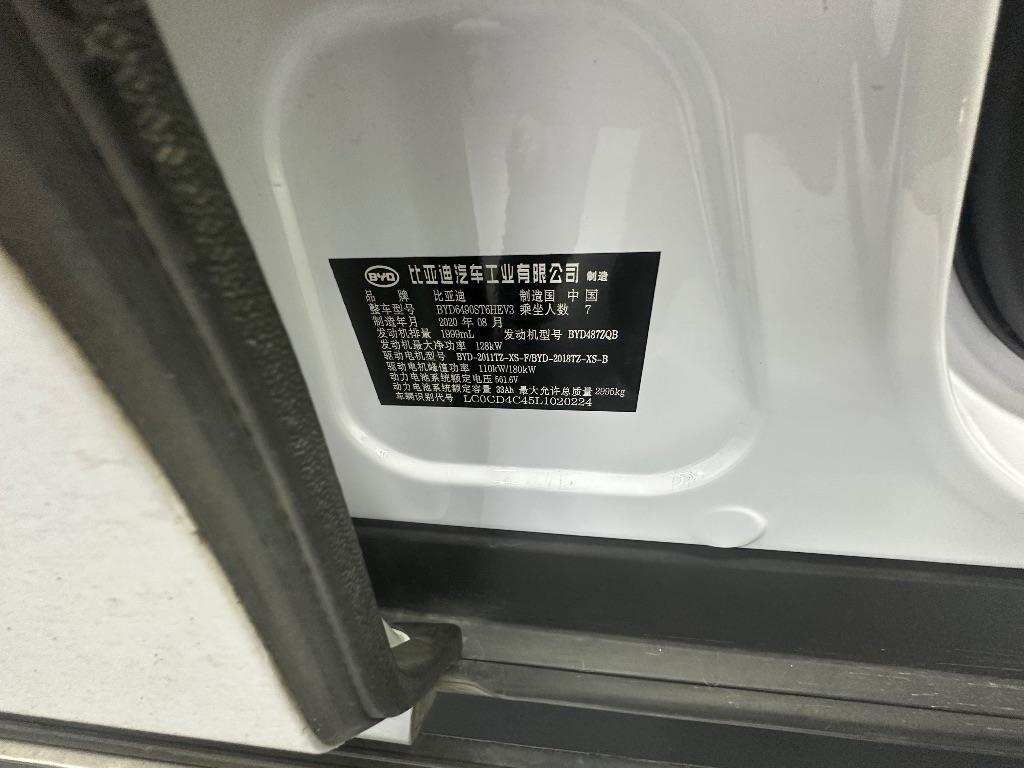 BYD 比亚迪汽车工业有限公司 制造
品 牌 比亚迪 制造国 中国
整车型号 BYD6490ST6HEV3 乘坐人数 7
制造年月 2020 年 08 月
发动机排量 1999mL 发动机型号 BYD487ZQB
发动机最大净功率 128kW
驱动电机型号 BYD-2011TZ-XS-F/BYD-2018TZ-XS-B
驱动电机峰值功率 110kW/180kW
动力电池系统额定电压 561.6V
动力电池系统额定容量 33Ah 最大允许总质量 2995kg
车辆识别代号 LC0CD4C45L1020224